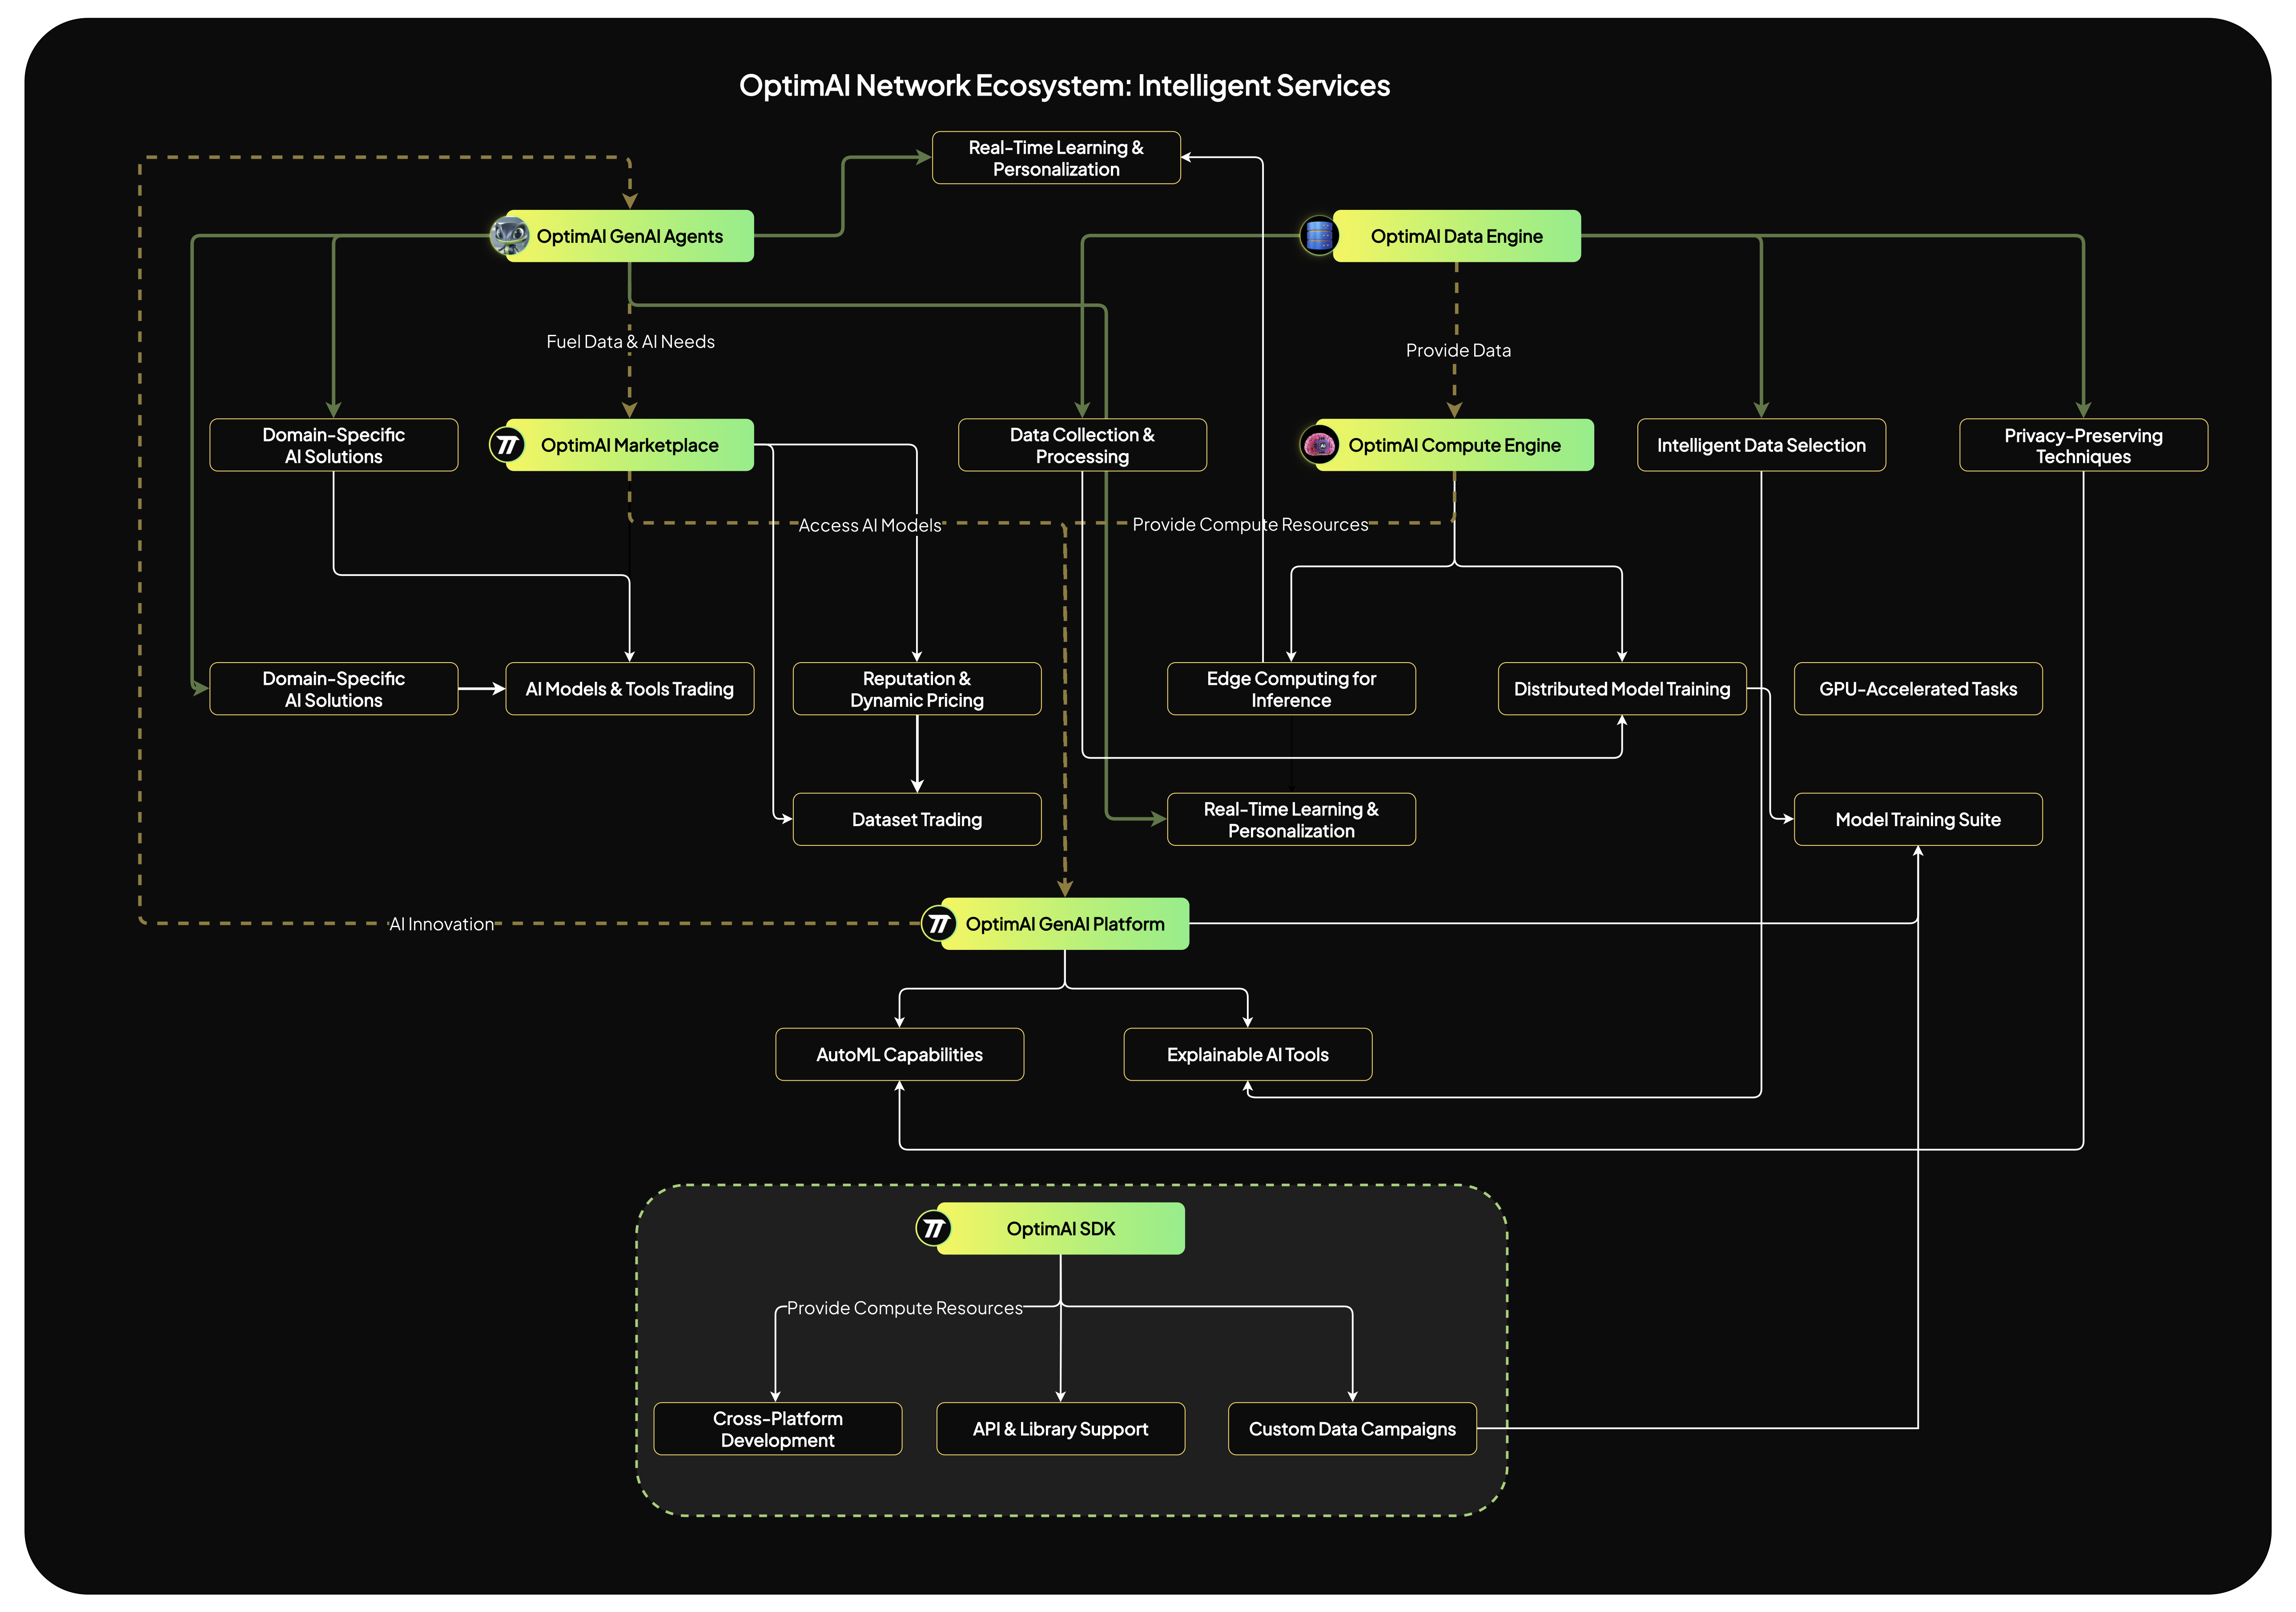 OptimAI Network Ecosystem: Intelligent Services
Real-Time Learning &
Personalization
OptimAI GenAI Agents
OptimAI Data Engine
Fuel Data & AI Needs
Provide Data
Domain-Specific
AI Solutions
OptimAI Marketplace
Data Collection &
Processing
OptimAI Compute Engine
Intelligent Data Selection
Privacy-Preserving
Techniques
Access AI Models
Provide Compute Resources
Domain-Specific
AI Solutions
AI Models & Tools Trading
Reputation &
Dynamic Pricing
Edge Computing for
Inference
Distributed Model Training
GPU-Accelerated Tasks
Dataset Trading
Real-Time Learning &
Personalization
Model Training Suite
AI Innovation
OptimAI GenAI Platform
AutoML Capabilities
Explainable AI Tools
OptimAI SDK
Provide Compute Resources
Cross-Platform
Development
API & Library Support
Custom Data Campaigns